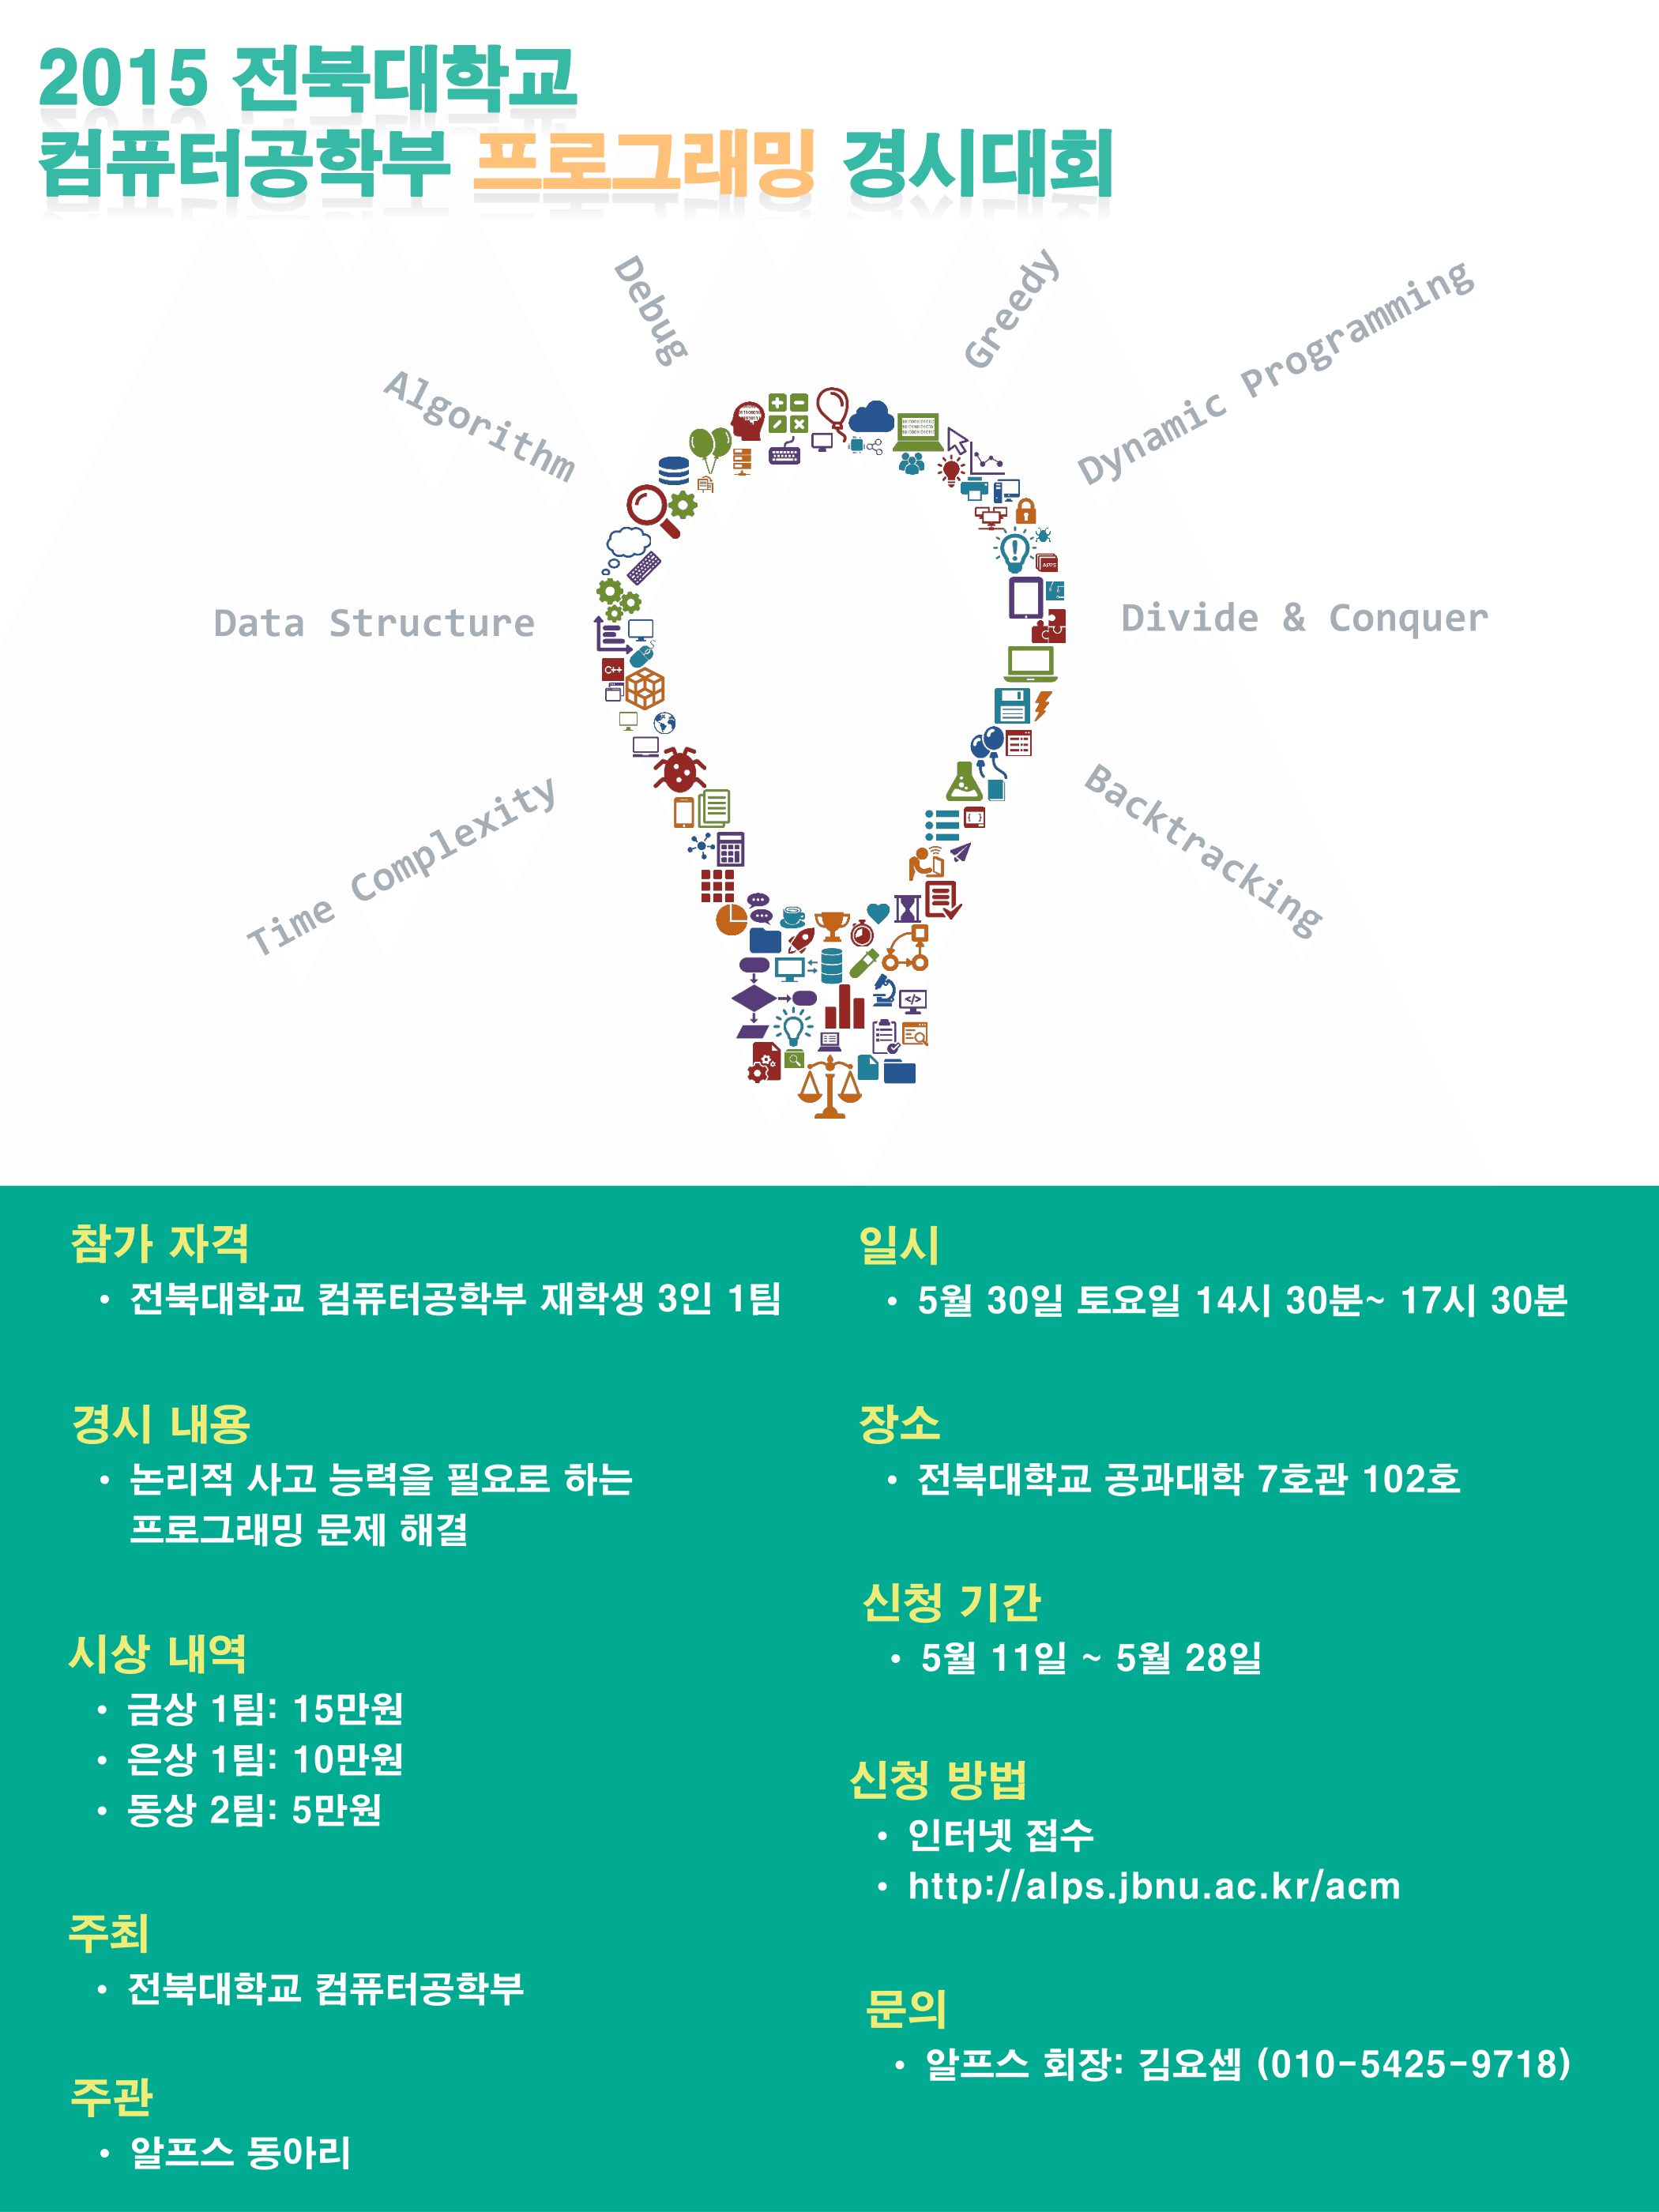 2015 전북대학교
컴퓨터공학부 프로그래밍 경시대회
Debug
Greedy
Dynamic Programming
Algorithm
Data Structure
Divide & Conquer
Time Complexity
Backtracking
C++
APPS
참가 자격
• 전북대학교 컴퓨터공학부 재학생 3인 1팀
경시 내용
• 논리적 사고 능력을 필요로 하는
프로그래밍 문제 해결
시상 내역
• 금상 1팀: 15만원
• 은상 1팀: 10만원
• 동상 2팀: 5만원
주최
• 전북대학교 컴퓨터공학부
주관
• 알프스 동아리
일시
• 5월 30일 토요일 14시 30분~ 17시 30분
장소
• 전북대학교 공과대학 7호관 102호
신청 기간
• 5월 11일 ~ 5월 28일
신청 방법
• 인터넷 접수
• http://alps.jbnu.ac.kr/acm
문의
• 알프스 회장: 김요셉 (010-5425-9718)